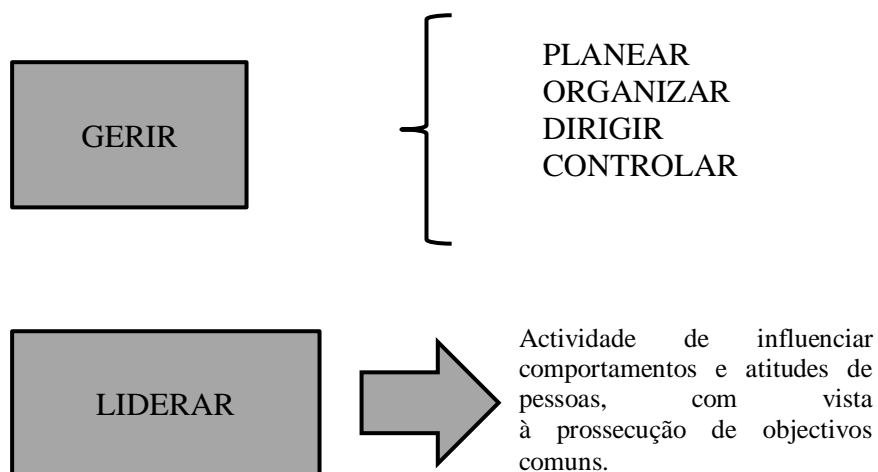 GERIR
PLANEAR
ORGANIZAR
DIRIGIR
CONTROLAR
LIDERAR
Actividade de influenciar
comportamentos e atitudes de
pessoas, com vista
à prossecução de objectivos
comuns.